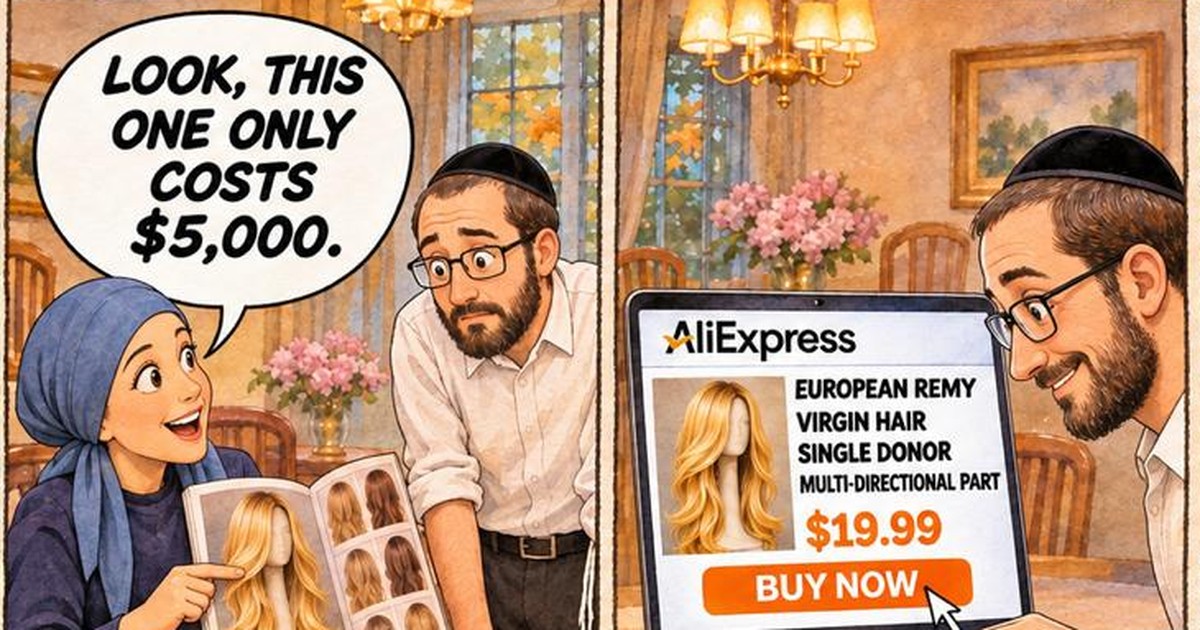 LOOK, THIS
ONE ONLY
COSTS
$5,000.
AliExpress
EUROPEAN REMY
VIRGIN HAIR
SINGLE DONOR
MULTI-DIRECTIONAL PART
$19.99
BUY NOW